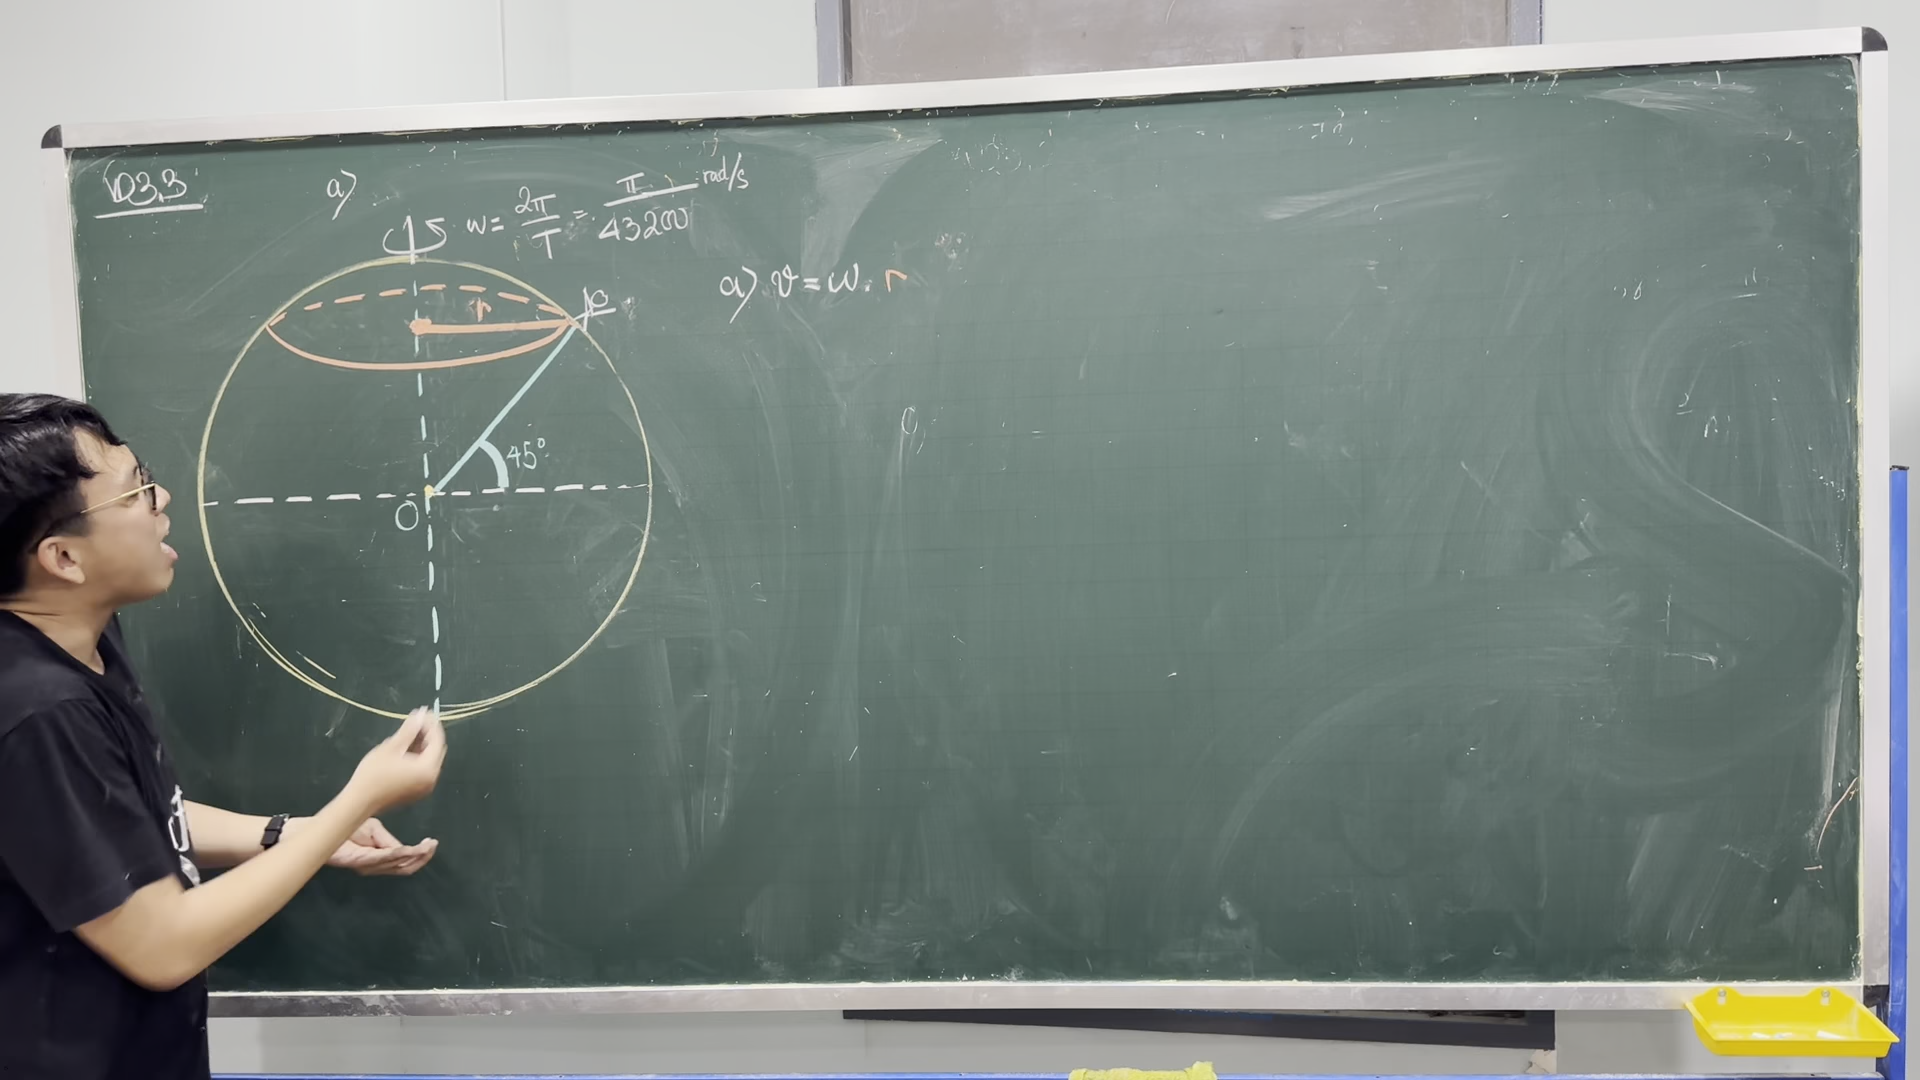 VD3.3
a)
ω = 2π/T = π/43200 rad/s
a) v = ω. r
r
45°
O